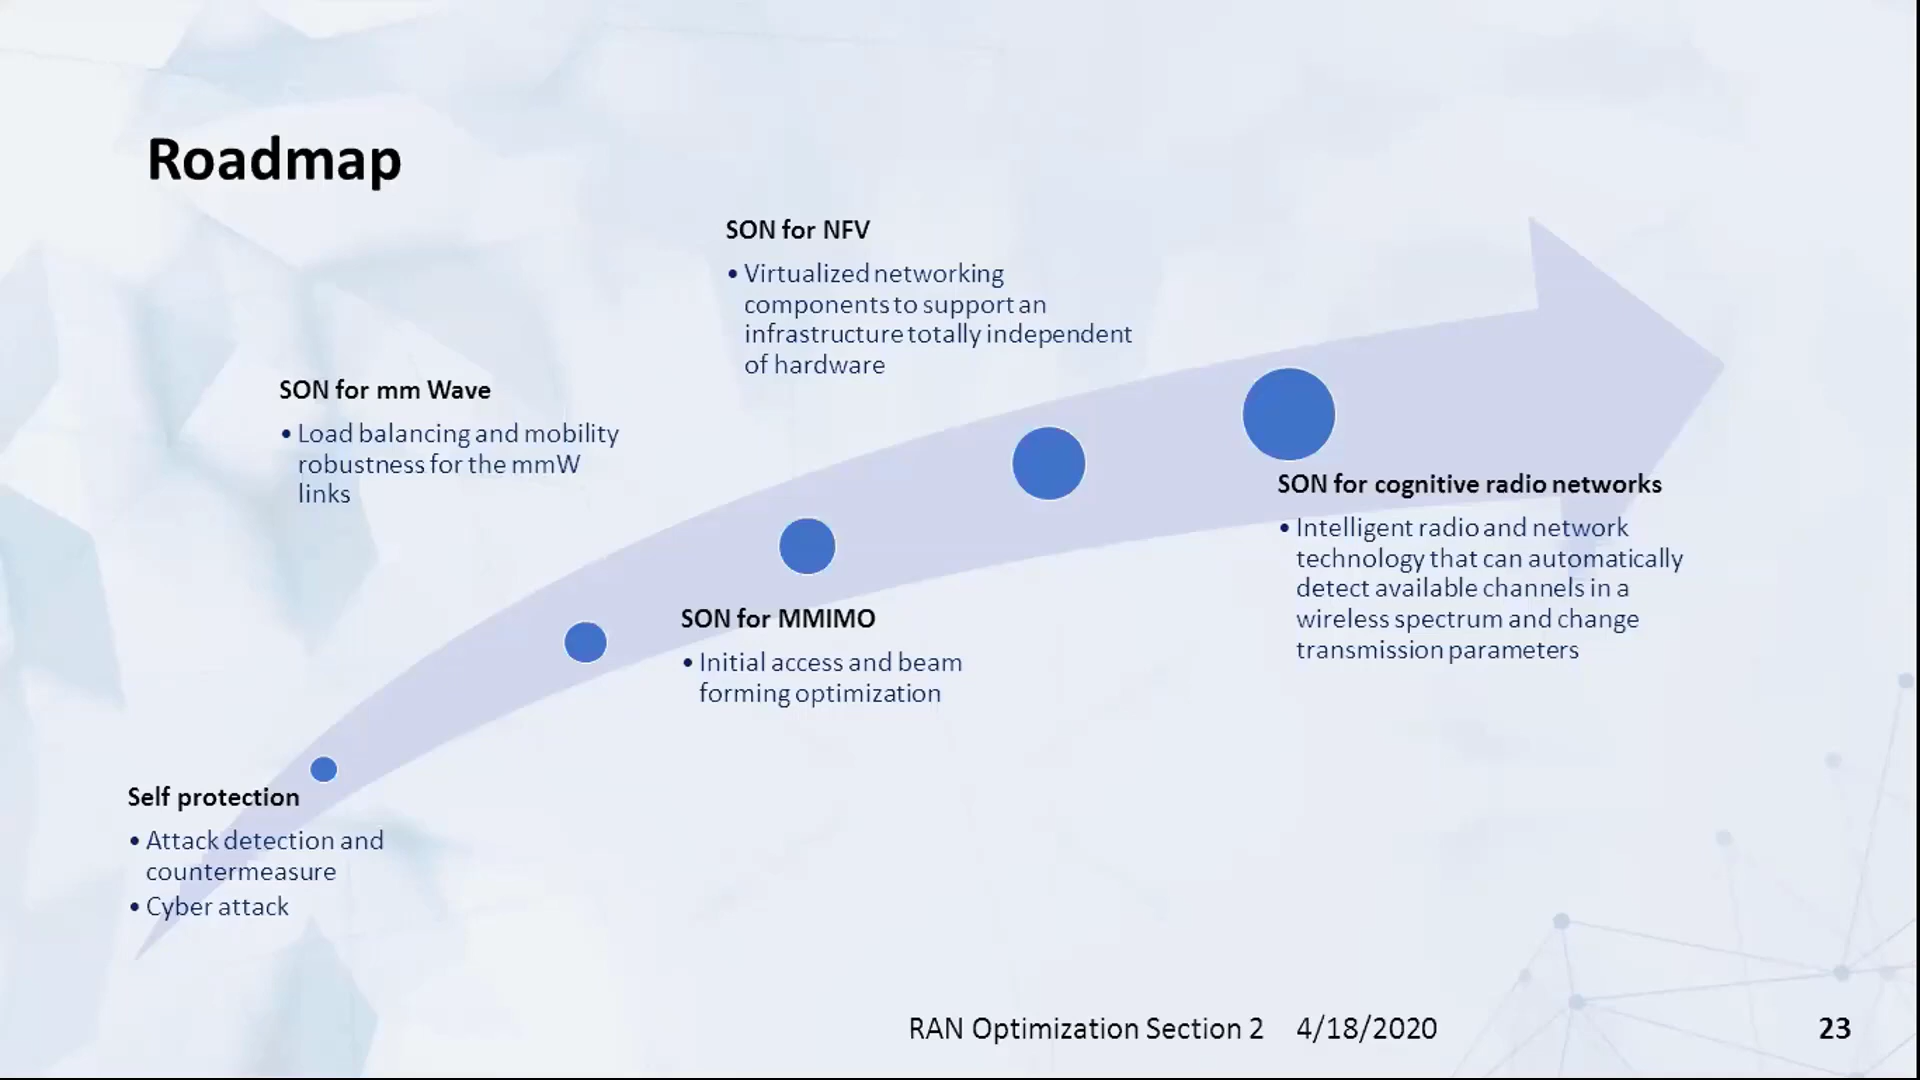 Roadmap
SON for NFV
• Virtualized networking
components to support an
infrastructure totally independent
of hardware
SON for mm Wave
• Load balancing and mobility
robustness for the mmW
links
SON for cognitive radio networks
• Intelligent radio and network
technology that can automatically
detect available channels in a
wireless spectrum and change
transmission parameters
SON for MMIMO
• Initial access and beam
forming optimization
Self protection
• Attack detection and
countermeasure
• Cyber attack
RAN Optimization Section 2 4/18/2020 23